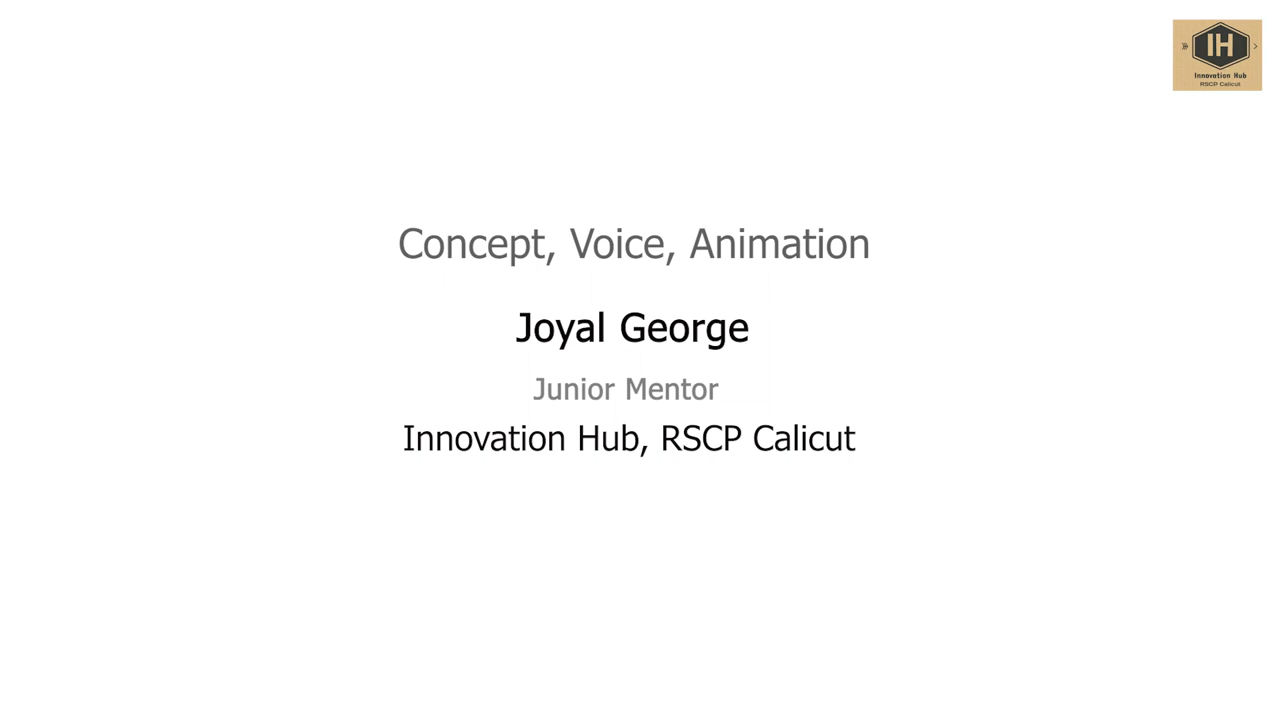 IH
Innovation Hub
RSCP Calicut
Concept, Voice, Animation
Joyal George
Junior Mentor
Innovation Hub, RSCP Calicut